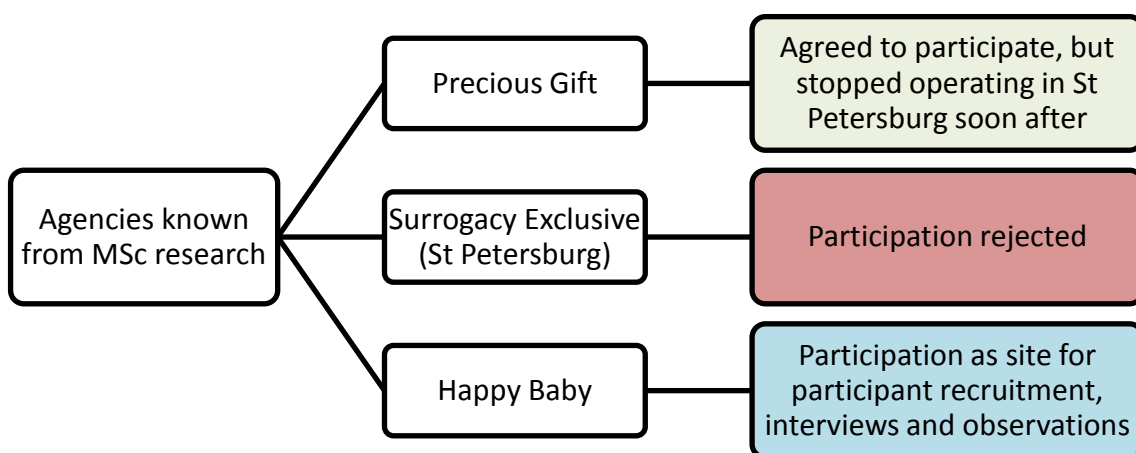 Agencies known
from MSc research
Precious Gift
Agreed to participate, but
stopped operating in St
Petersburg soon after
Surrogacy Exclusive
(St Petersburg)
Participation rejected
Happy Baby
Participation as site for
participant recruitment,
interviews and observations